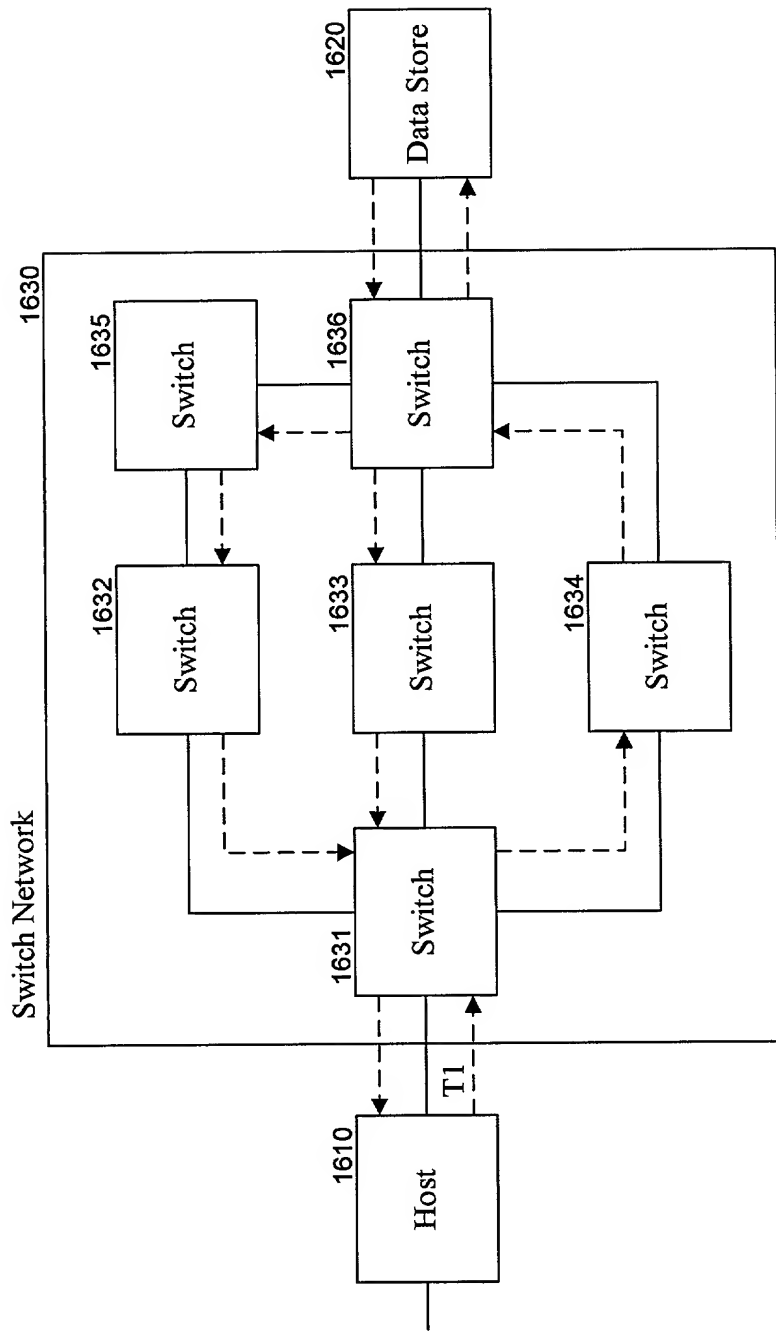 Switch Network
1630
1632
Switch
1635
Switch
1610
Host
T1
1631
Switch
1633
Switch
1636
Switch
1620
Data Store
1634
Switch